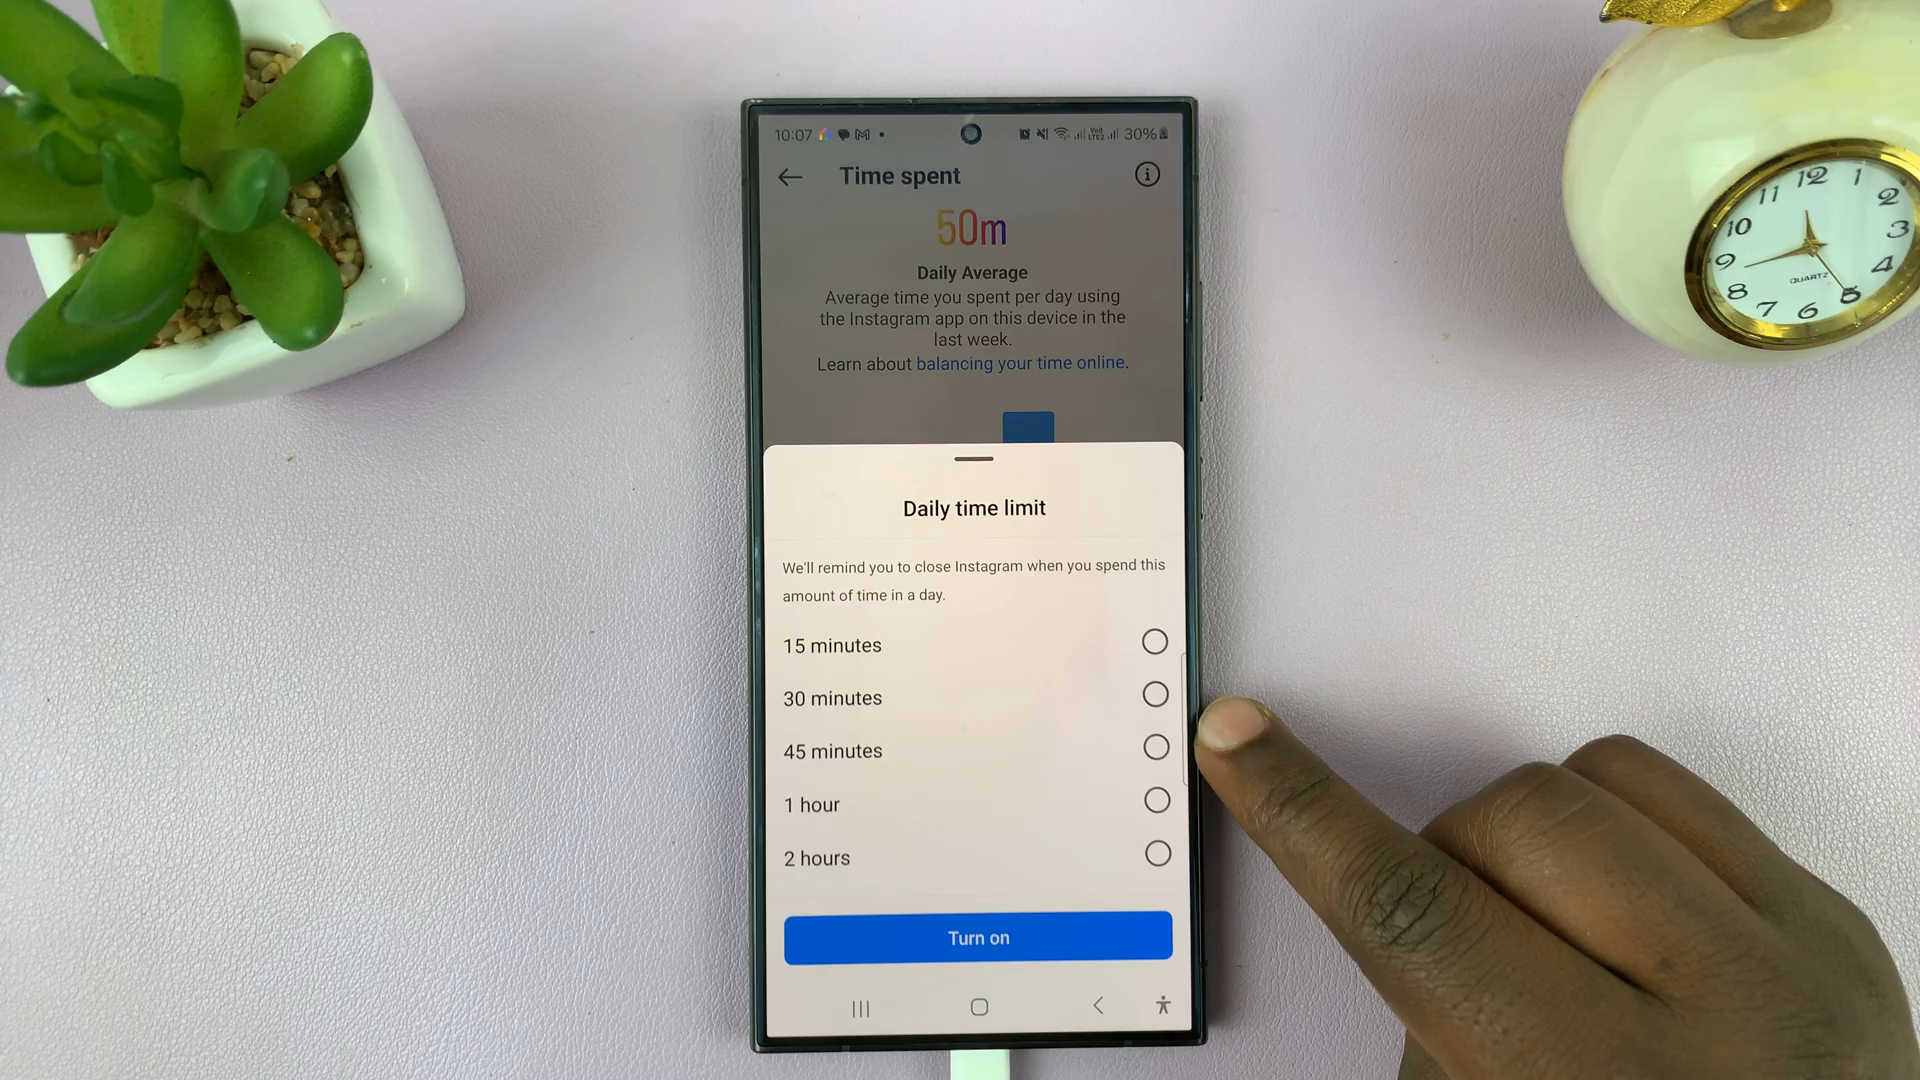 10:07
VoII
LTE2
30%
Time spent
50m
Daily Average
Average time you spent per day using
the Instagram app on this device in the
last week.
Learn about balancing your time online.
Daily time limit
We'll remind you to close Instagram when you spend this
amount of time in a day.
15 minutes
30 minutes
45 minutes
1 hour
2 hours
Turn on
12
1
2
3
4
5
6
7
8
9
10
11
QUARTZ